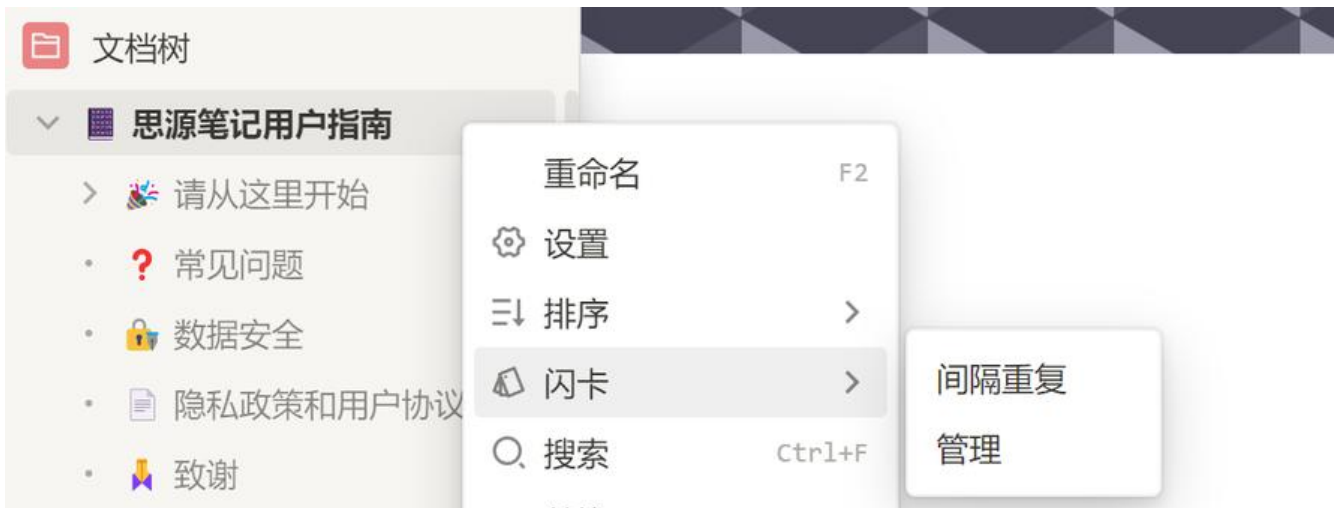 文档树
思源笔记用户指南
请从这里开始
常见问题
数据安全
隐私政策和用户协议
致谢
重命名 F2
设置
排序
闪卡
搜索 Ctrl+F
间隔重复
管理